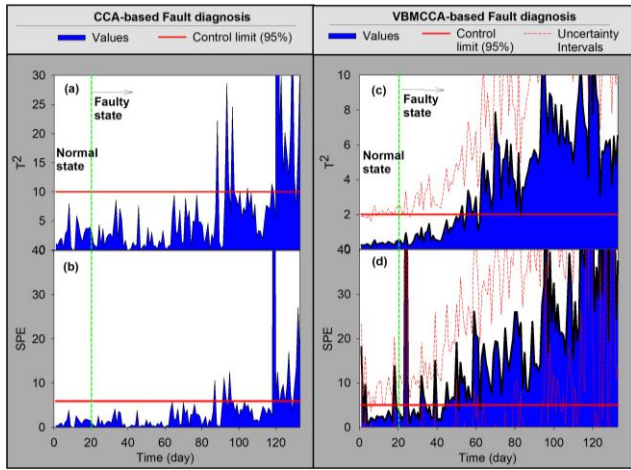 CCA-based Fault diagnosis
Values
Control limit (95%)
30
25
20
15
10
5
40
T²
(a)
Faulty
state
Normal
state
30
20
10
0
SPE
(b)
0
20
40
60
80
100
120
Time (day)
VBMCCA-based Fault diagnosis
Values
Control
limit (95%)
Uncertainty
Intervals
10
8
6
4
2
40
T²
(c)
Faulty
state
Normal
state
30
20
10
0
SPE
(d)
0
20
40
60
80
100
120
Time (day)